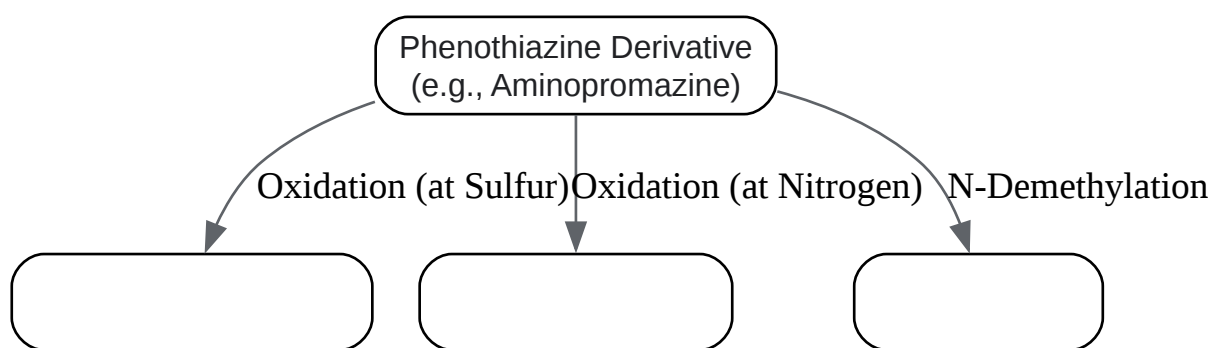 Phenothiazine Derivative
(e.g., Aminopromazine)
Oxidation (at Sulfur)
Oxidation (at Nitrogen)
N-Demethylation